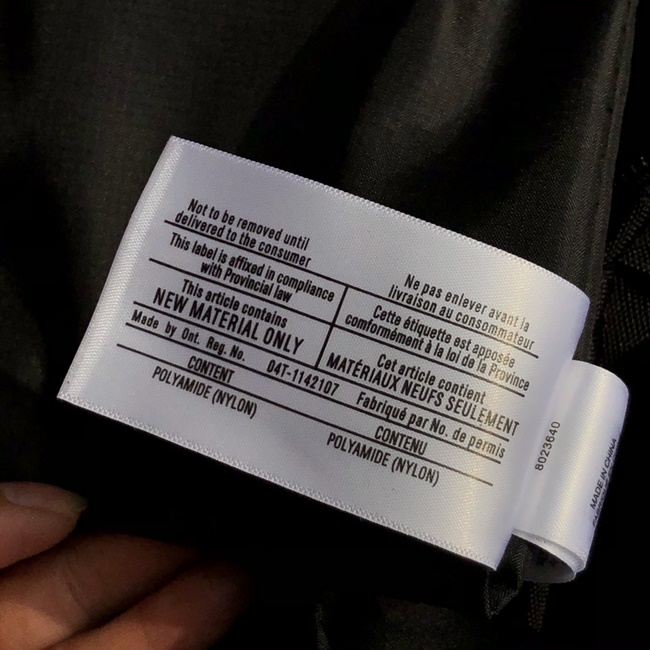 Not to be removed until
delivered to the consumer
Ne pas enlever avant la
livraison au consommateur
This label is affixed in compliance
with Provincial law
Cette étiquette est apposée
comformément à la loi de la Province
This article contains
NEW MATERIAL ONLY
Cet article contient
MATÉRIAUX NEUFS SEULEMENT
Made by Ont. Reg. No. 04T-1142107 Fabriqué par No. de permis
CONTENT
POLYAMIDE (NYLON)
CONTENU
POLYAMIDE (NYLON)
8023640
MADE IN CHINA